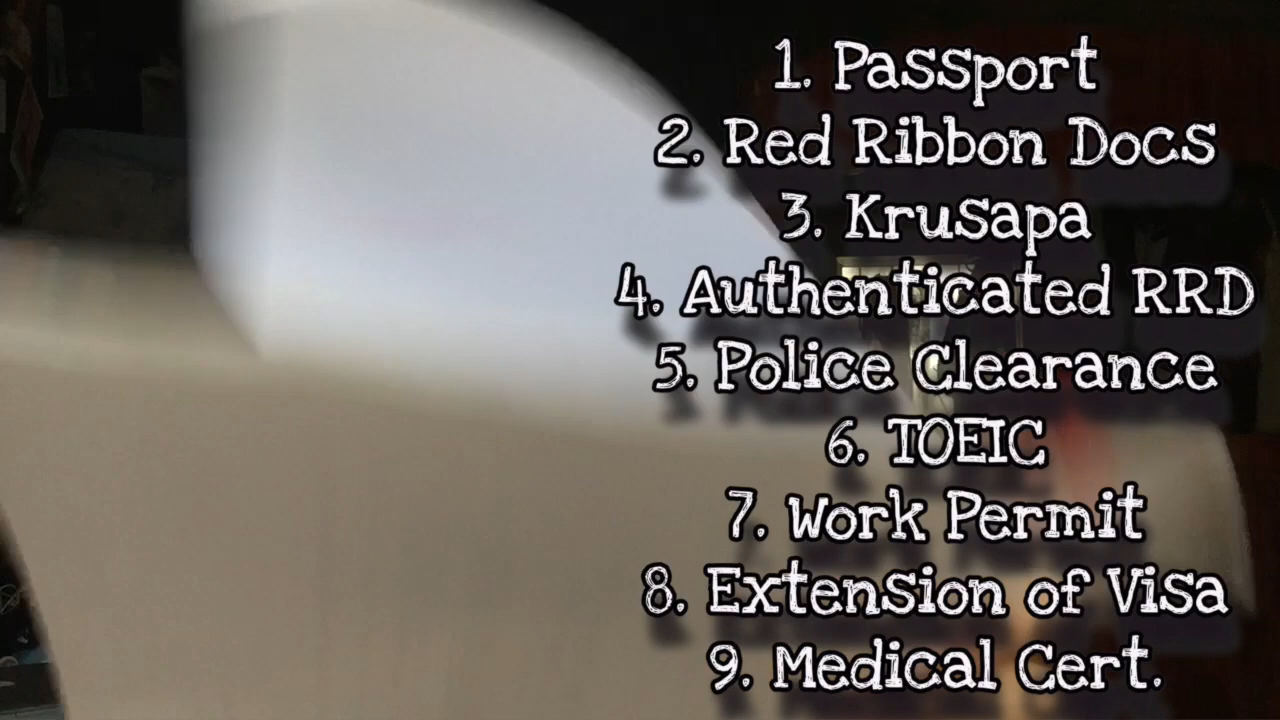 1. Passport
2. Red Ribbon Docs
3. Krusapa
4. Authenticated RRD
5. Police Clearance
6. TOEIC
7. Work Permit
8. Extension of Visa
9. Medical Cert.